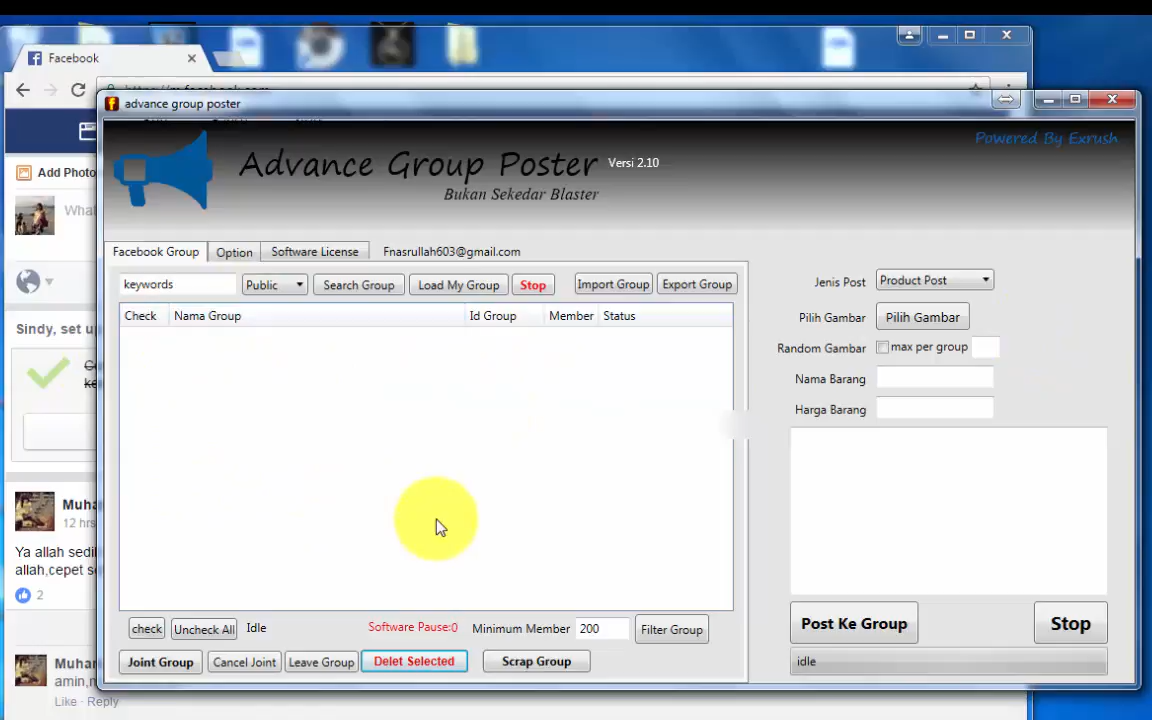 Facebook
advance group poster
Powered By Exrush
Advance Group Poster Versi 2.10
Bukan Sekedar Blaster
Add Photo
Facebook Group Option Software License Fnasrullah603@gmail.com
keywords Public Search Group Load My Group Stop Import Group Export Group
Check Nama Group Id Group Member Status
Jenis Post Product Post
Pilih Gambar Pilih Gambar
Random Gambar max per group
Nama Barang
Harga Barang
Sindy, set up
Muha
12 hrs
Ya allah sedil
allah,cepet se
2
check Uncheck All Idle Software Pause:0 Minimum Member 200 Filter Group
Joint Group Cancel Joint Leave Group Delet Selected Scrap Group
Post Ke Group Stop
idle
Muhar
amin,n
Like · Reply